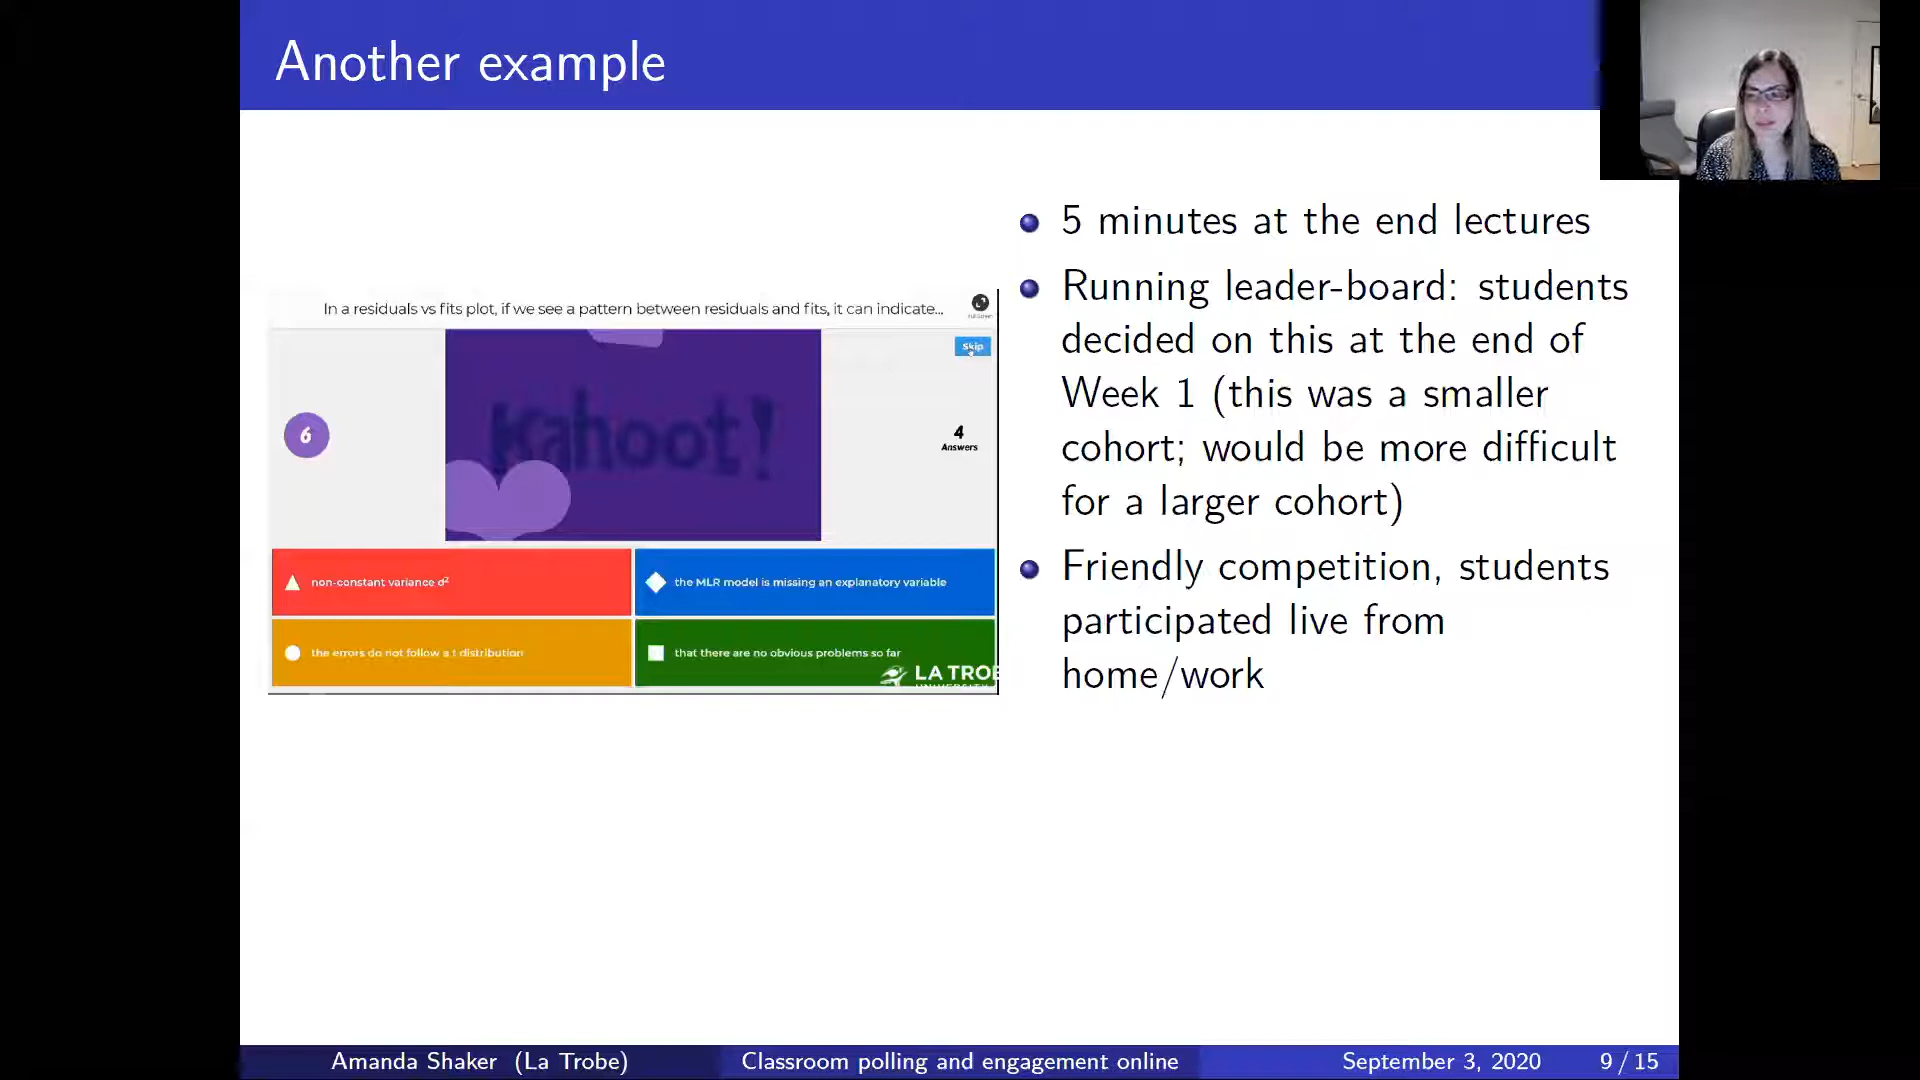 Another example
In a residuals vs fits plot, if we see a pattern between residuals and fits, it can indicate...
Skip
6
Kahoot!
4
Answers
non-constant variance σ²
the MLR model is missing an explanatory variable
the errors do not follow a t distribution
that there are no obvious problems so far
LA TROBE
UNIVERSITY
5 minutes at the end lectures
Running leader-board: students
decided on this at the end of
Week 1 (this was a smaller
cohort; would be more difficult
for a larger cohort)
Friendly competition, students
participated live from
home/work
Amanda Shaker (La Trobe)
Classroom polling and engagement online
September 3, 2020
9 / 15